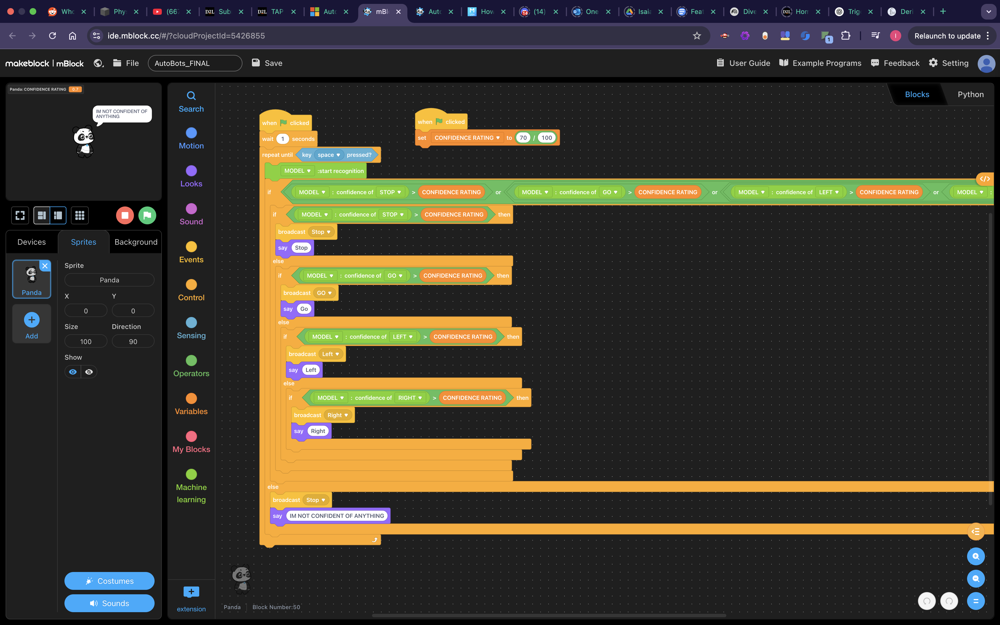 Who
Phy
(667
Sub
TAP
Auto
mBl
Auto
How
(14)
One
Isaia
Feat
Dive
Hom
Trig
Deri
ide.mblock.cc/#/?cloudProjectId=5426855
1
I
Relaunch to update
makeblock | mBlock
File
AutoBots_FINAL
Save
User Guide
Example Programs
Feedback
Setting
Panda: CONFIDENCE RATING 0.7
IM NOT CONFIDENT OF
ANYTHING
Devices
Sprites
Background
Sprite
Panda
Panda
X
Y
0
0
Add
Size
Direction
100
90
Show
Costumes
Sounds
Search
Motion
Looks
Sound
Events
Control
Sensing
Operators
Variables
My Blocks
Machine
learning
extension
Blocks
Python
when clicked
wait 1 seconds
repeat until key space pressed?
MODEL :start recognition
if MODEL : confidence of STOP > CONFIDENCE RATING or MODEL : confidence of GO > CONFIDENCE RATING or MODEL : confidence of LEFT > CONFIDENCE RATING or MODEL :
if MODEL : confidence of STOP > CONFIDENCE RATING then
broadcast Stop
say Stop
else
if MODEL : confidence of GO > CONFIDENCE RATING then
broadcast GO
say Go
else
if MODEL : confidence of LEFT > CONFIDENCE RATING then
broadcast Left
say Left
else
if MODEL : confidence of RIGHT > CONFIDENCE RATING then
broadcast Right
say Right
else
broadcast Stop
say IM NOT CONFIDENT OF ANYTHING
when clicked
set CONFIDENCE RATING to 70 / 100
</>
Panda
Block Number:50